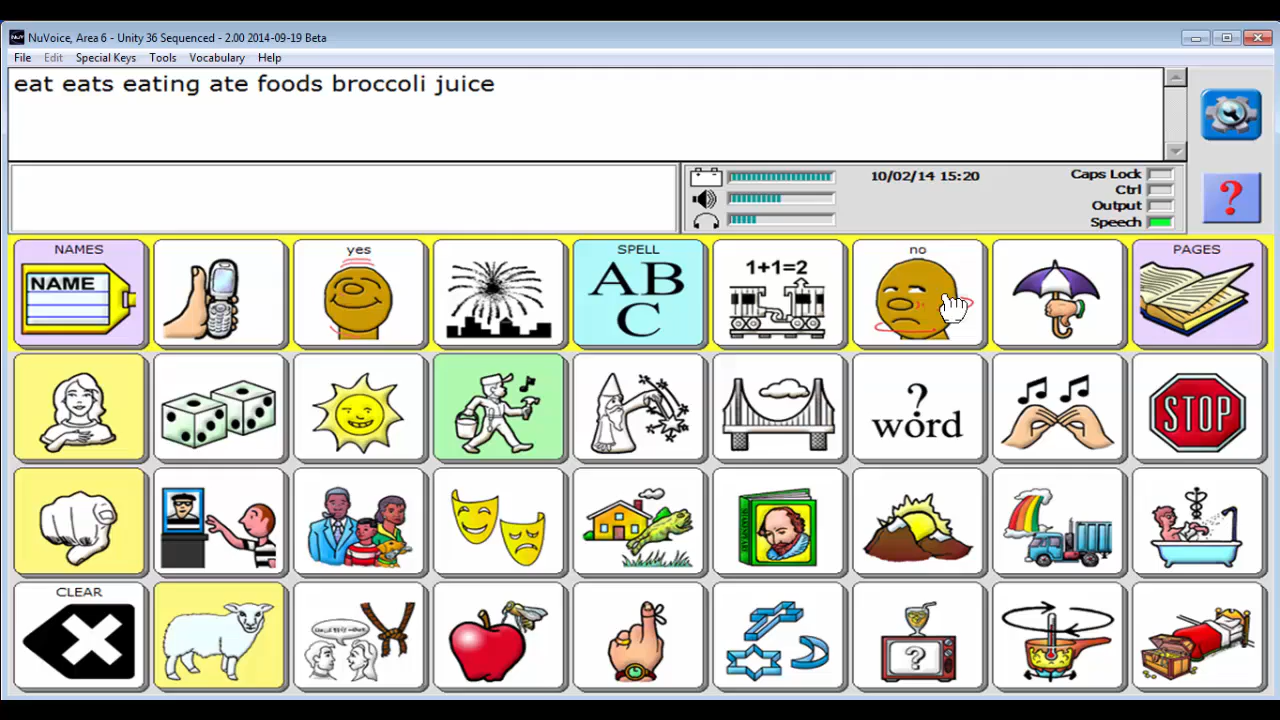 NuVoice, Area 6 - Unity 36 Sequenced - 2.00 2014-09-19 Beta
File Edit Special Keys Tools Vocabulary Help
eat eats eating ate foods broccoli juice
10/02/14 15:20
Caps Lock
Ctrl
Output
Speech
?
NAMES
NAME
yes
SPELL
AB
C
1+1=2
no
PAGES
?
word
STOP
CLEAR
?